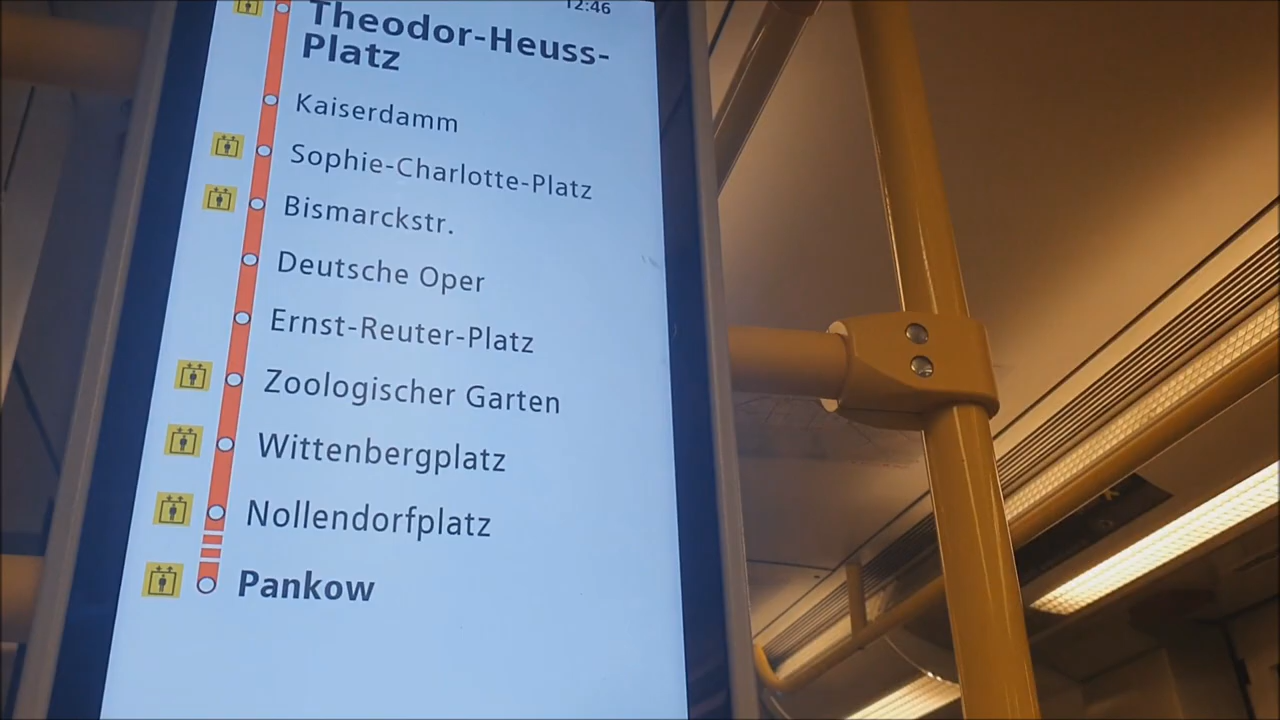 12:46
Theodor-Heuss-
Platz
Kaiserdamm
Sophie-Charlotte-Platz
Bismarckstr.
Deutsche Oper
Ernst-Reuter-Platz
Zoologischer Garten
Wittenbergplatz
Nollendorfplatz
Pankow